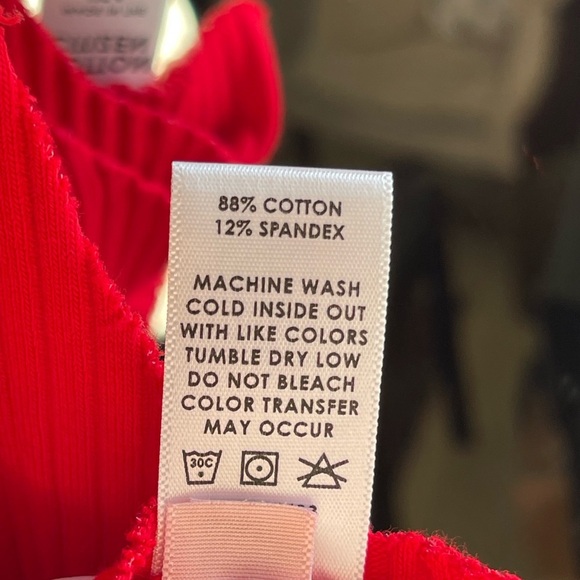 88% COTTON
12% SPANDEX
MACHINE WASH
COLD INSIDE OUT
WITH LIKE COLORS
TUMBLE DRY LOW
DO NOT BLEACH
COLOR TRANSFER
MAY OCCUR
30C